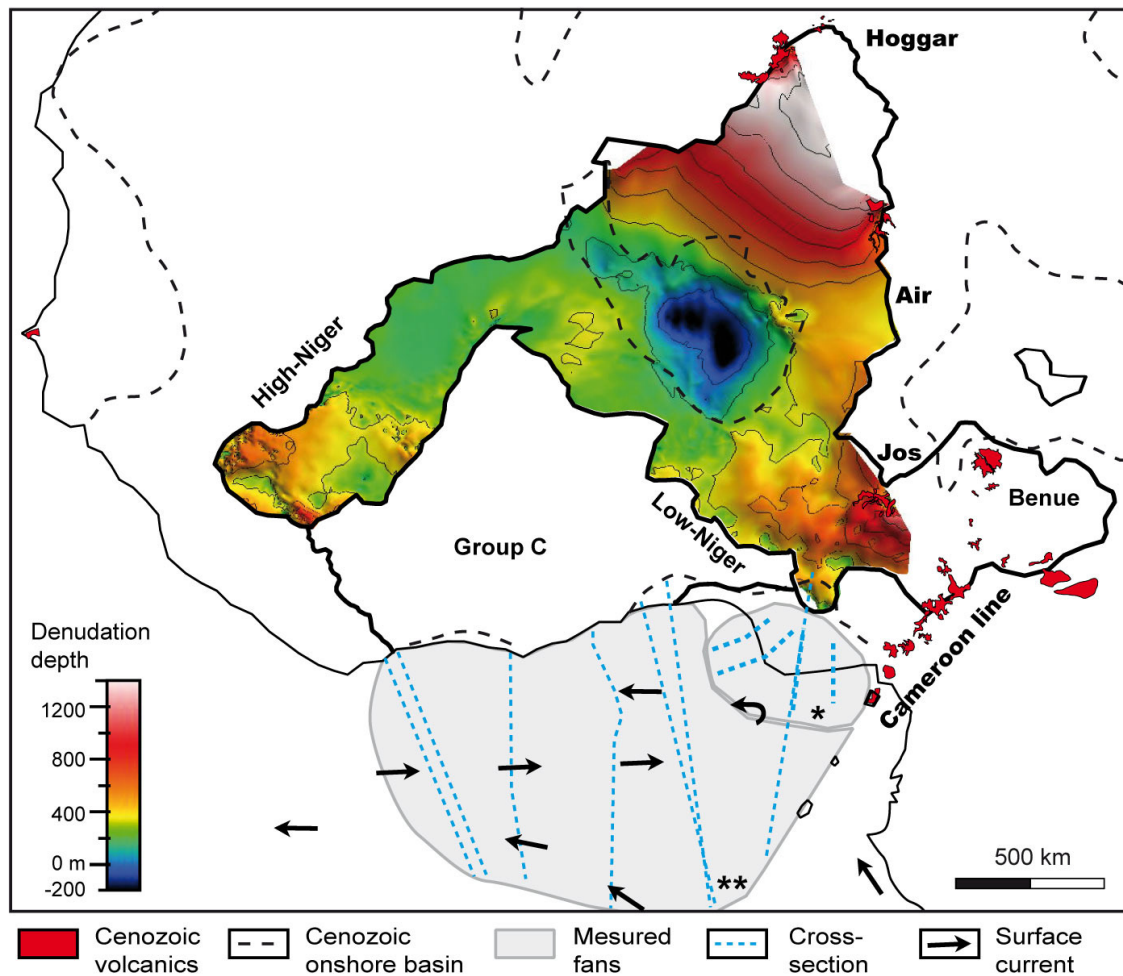 Hoggar
Air
High-Niger
Jos
Benue
Low-Niger
Group C
Cameroon line
Denudation
depth
1200
800
400
0 m
-200
*
**
500 km
Cenozoic
volcanics
Cenozoic
onshore basin
Mesured
fans
Cross-
section
Surface
current